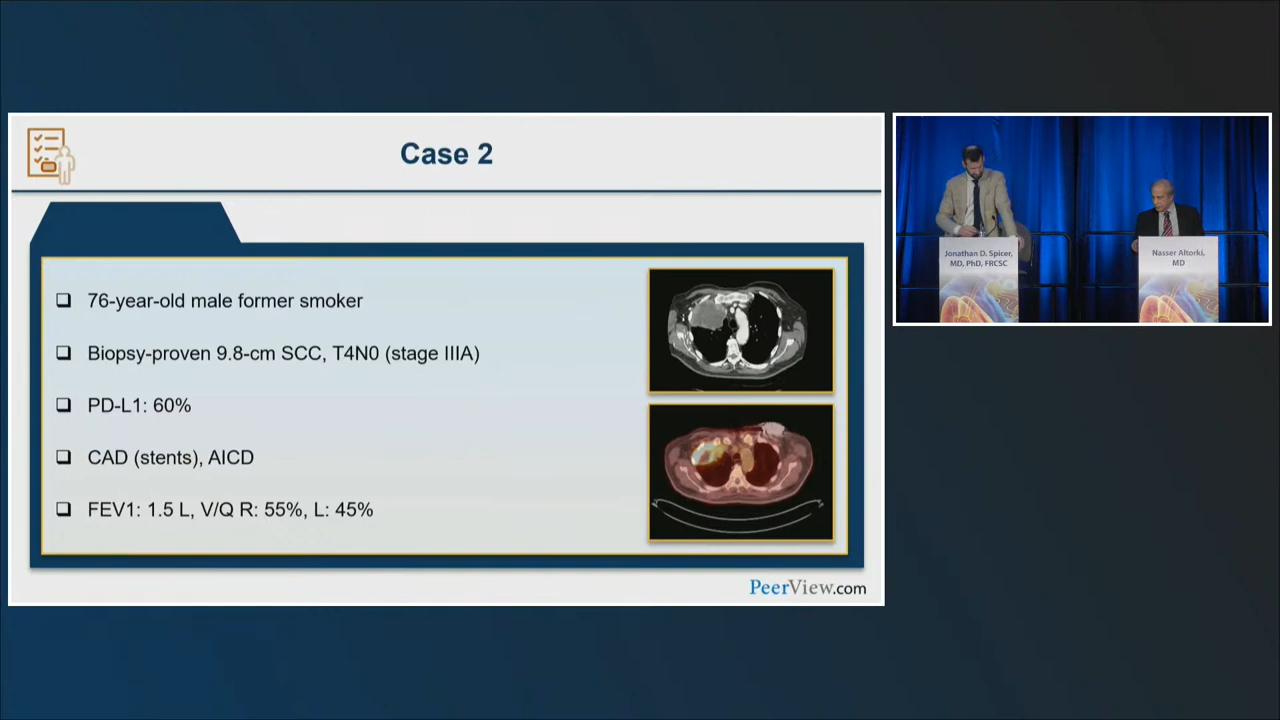 Case 2
76-year-old male former smoker
Biopsy-proven 9.8-cm SCC, T4N0 (stage IIIA)
PD-L1: 60%
CAD (stents), AICD
FEV1: 1.5 L, V/Q R: 55%, L: 45%
PeerView.com
Jonathan D. Spicer,
MD, PhD, FRCSC
Nasser Altorki,
MD